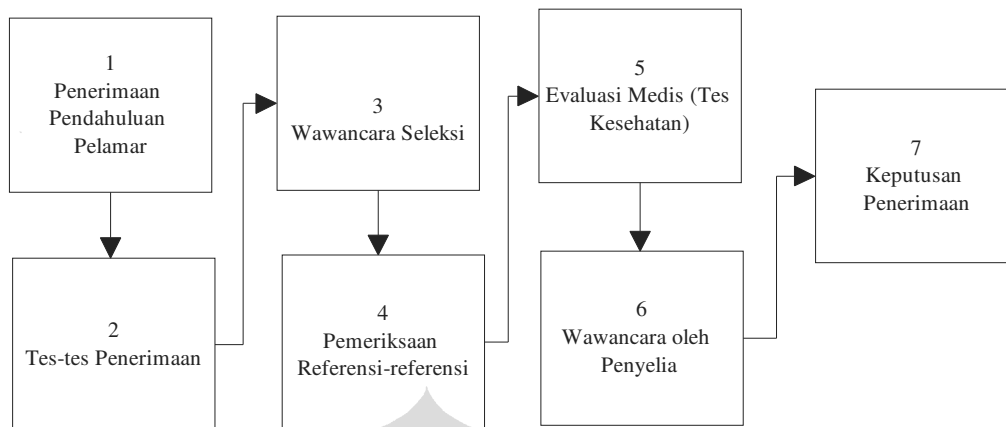 1
Penerimaan
Pendahuluan
Pelamar
2
Tes-tes Penerimaan
3
Wawancara Seleksi
4
Pemeriksaan
Referensi-referensi
5
Evaluasi Medis (Tes
Kesehatan)
6
Wawancara oleh
Penyelia
7
Keputusan
Penerimaan